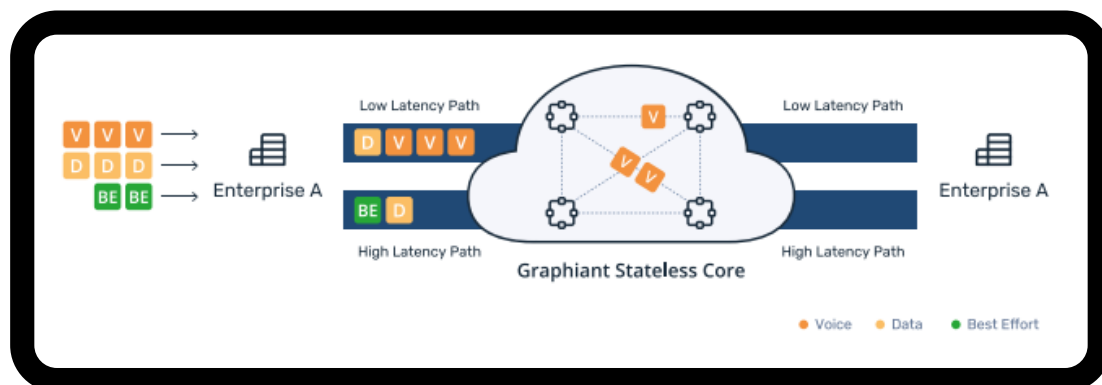 Low Latency Path
Low Latency Path
V V V
D V V V
V
D D D
V V
Enterprise A
Enterprise A
BE BE
BE D
High Latency Path
High Latency Path
Graphiant Stateless Core
Voice Data Best Effort